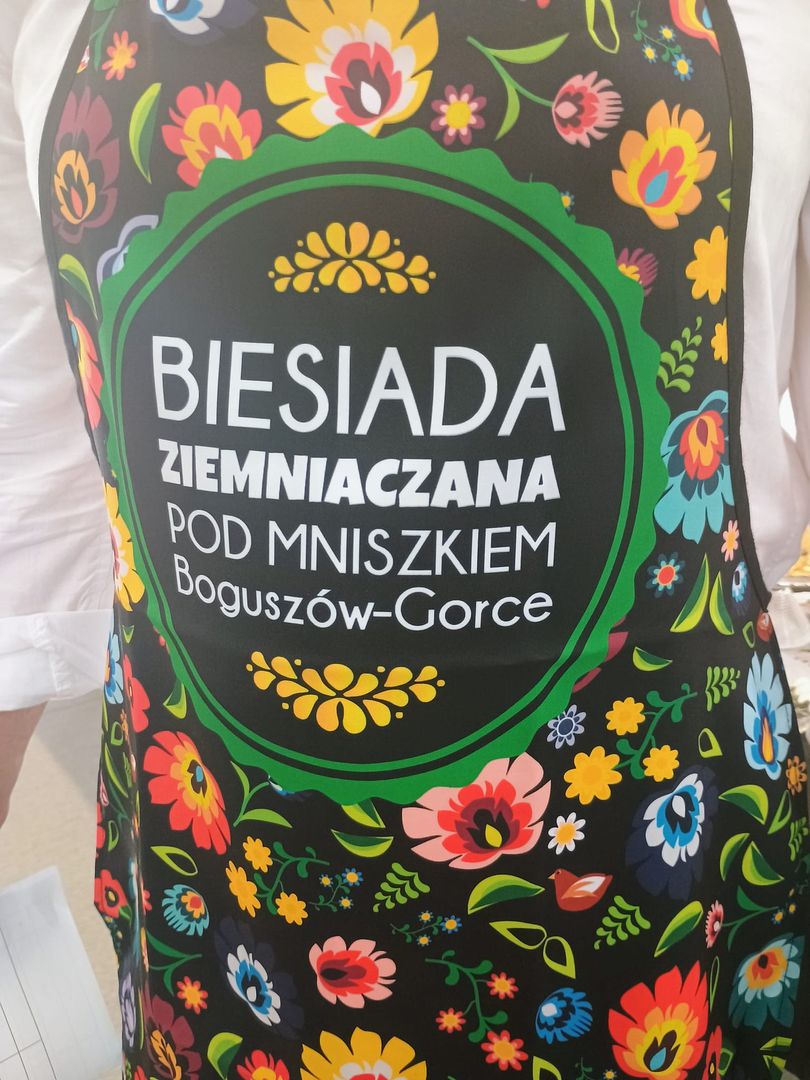 BIESIADA
ZIEMNIACZANA
POD MNISZKIEM
Boguszów-Gorce